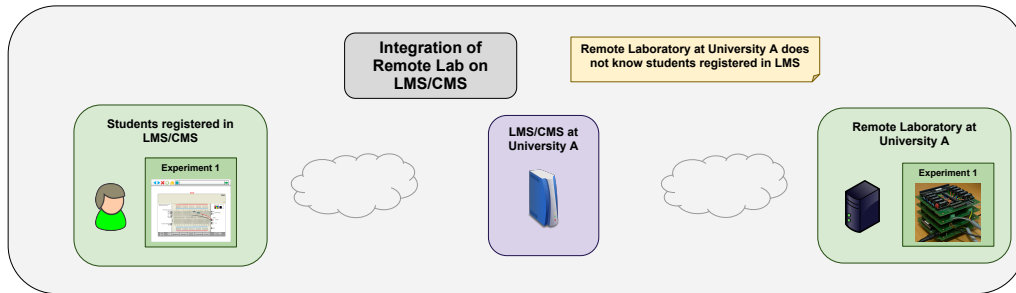 Integration of
Remote Lab on
LMS/CMS
Remote Laboratory at University A does
not know students registered in LMS
Students registered in
LMS/CMS
Experiment 1
LMS/CMS at
University A
Remote Laboratory at
University A
Experiment 1